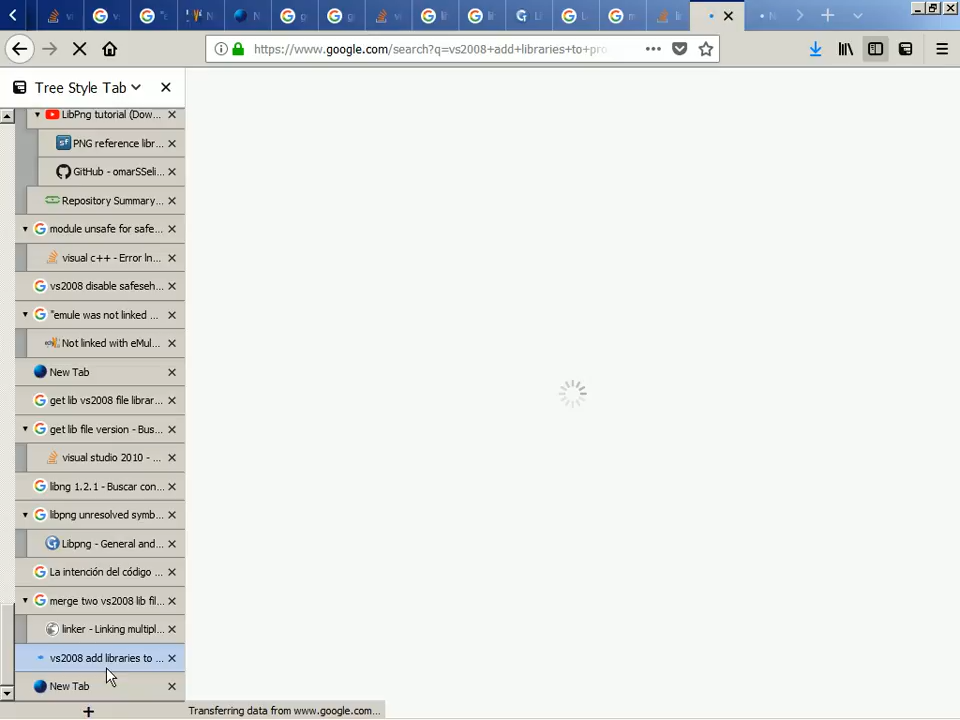 https://www.google.com/search?q=vs2008+add+libraries+to+pro
Tree Style Tab
LibPng tutorial (Dow...
PNG reference libr...
GitHub - omarSSeli...
Repository Summary...
module unsafe for safe...
visual c++ - Error ln...
vs2008 disable safeseh...
"emule was not linked ...
Not linked with eMul...
New Tab
get lib vs2008 file librar...
get lib file version - Bus...
visual studio 2010 - ...
libng 1.2.1 - Buscar con...
libpng unresolved symb...
Libpng - General and...
La intención del código ...
merge two vs2008 lib fil...
linker - Linking multipl...
vs2008 add libraries to ...
New Tab
Transferring data from www.google.com...